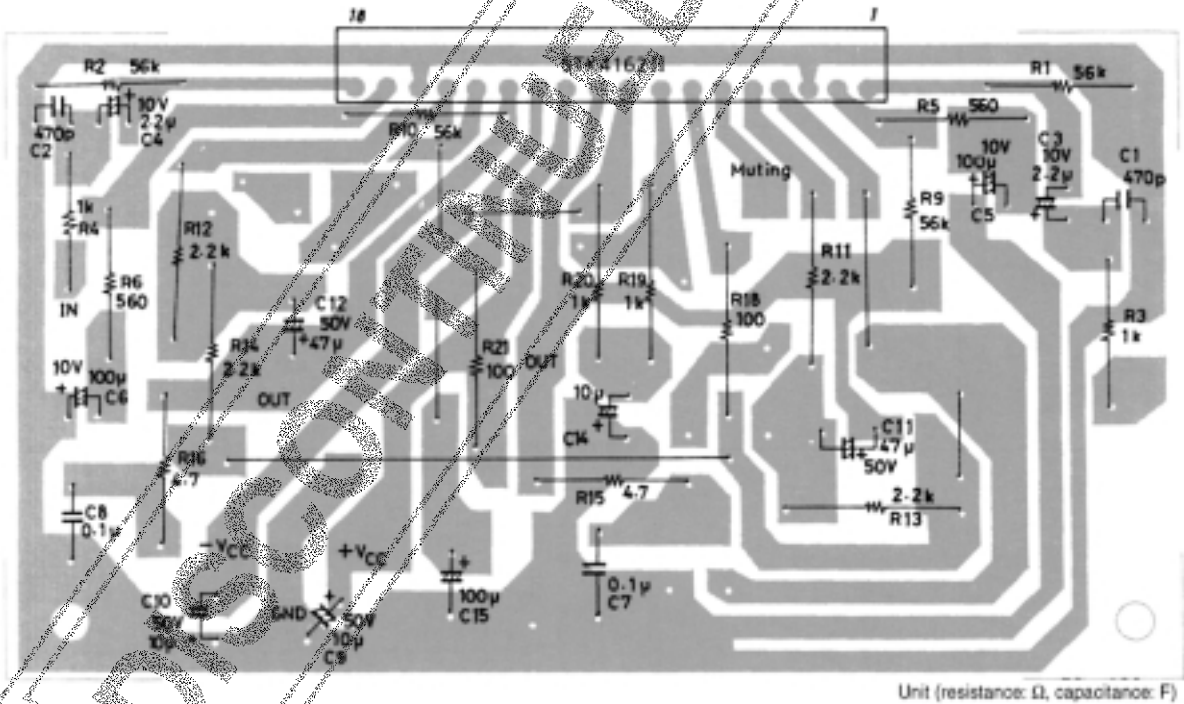 18 1
R2 56k
R1 56k
10V
2.2μ
C4
470p
C2
R10 56k
R5 560
10V
100μ
C5
C3
10V
2.2μ
C1
470p
Muting
1k
R4
R12
2.2k
R9
56k
R6
560
IN
C12
50V
47μ
R20
1k
R19
1k
R11
2.2k
R18
100
R3
1k
R14
2.2k
R21
100
OUT
10V
100μ
C6
OUT
10μ
C14
C11
47μ
50V
R16
4.7
R15 4.7
2.2k
R13
C8
0.1μ
-VCC
+VCC
C10
50V
10μ
GND
50V
10μ
C9
100μ
C15
0.1μ
C7
DISCONTINUED
Unit (resistance: Ω, capacitance: F)